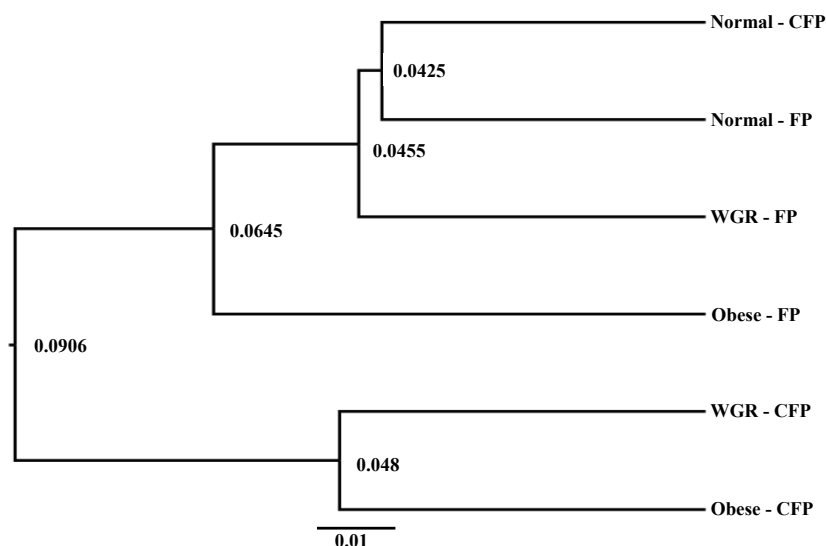 Normal - CFP
0.0425
Normal - FP
0.0455
WGR - FP
0.0645
Obese - FP
0.0906
WGR - CFP
0.048
Obese - CFP
0.01